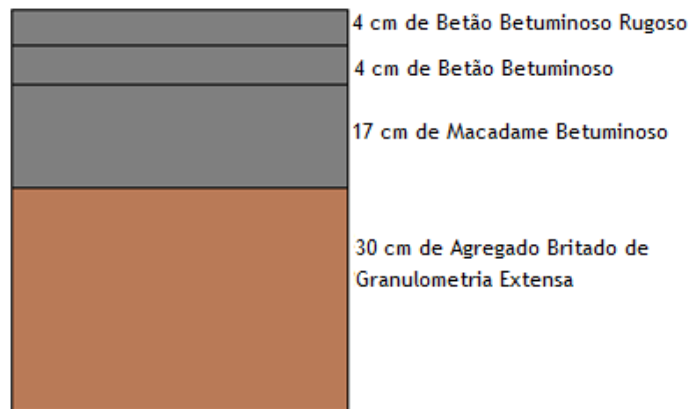 4 cm de Betão Betuminoso Rugoso
4 cm de Betão Betuminoso
17 cm de Macadame Betuminoso
30 cm de Agregado Britado de
Granulometria Extensa